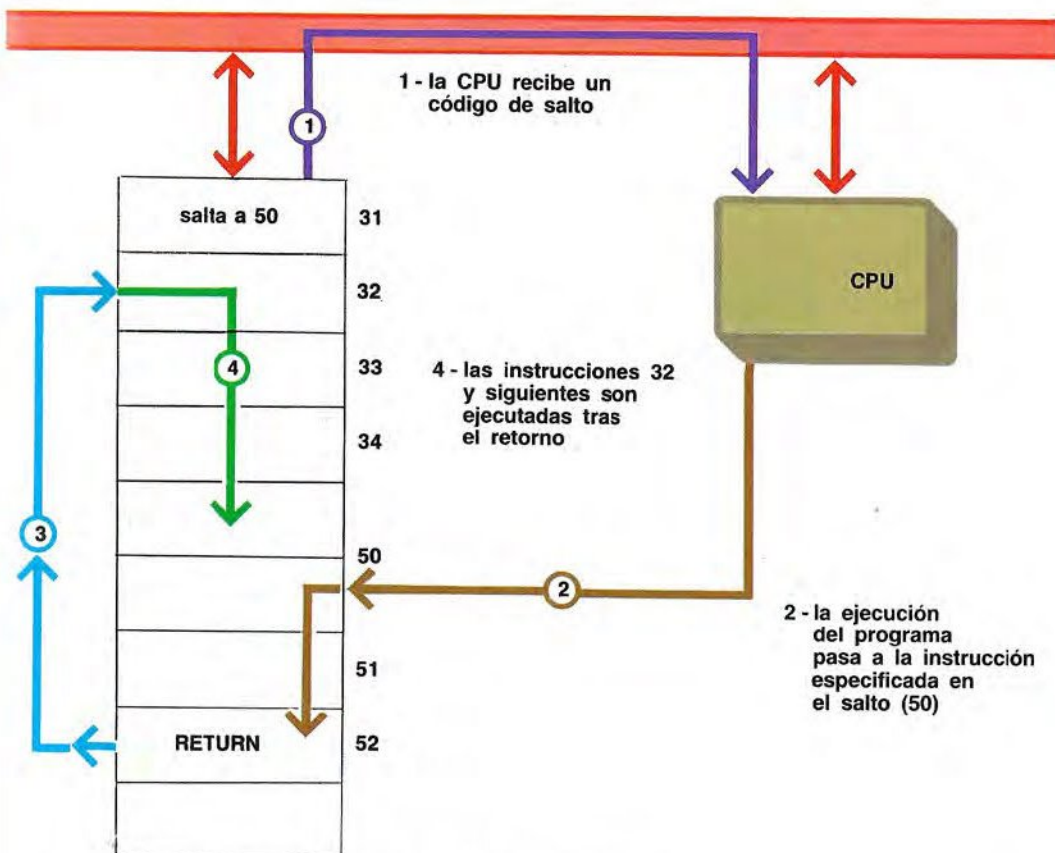 1 - la CPU recibe un
código de salto
1
salta a 50
31
32
CPU
4
33
4 - las instrucciones 32
y siguientes son
ejecutadas tras
el retorno
34
3
50
2
2 - la ejecución
del programa
pasa a la instrucción
especificada en
el salto (50)
51
RETURN
52